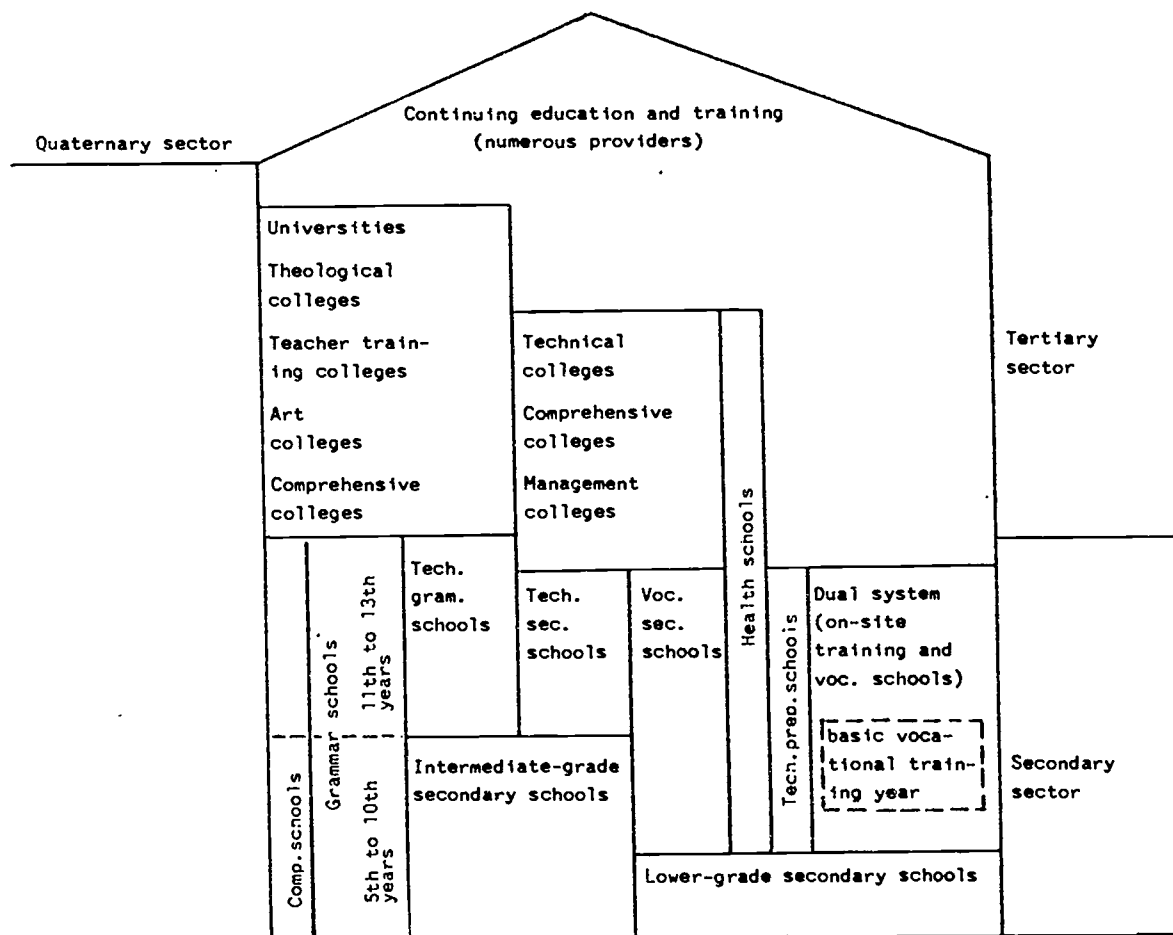 Continuing education and training
(numerous providers)
Quaternary sector
Universities
Theological
colleges
Teacher train-
ing colleges
Art
colleges
Comprehensive
colleges
Technical
colleges
Comprehensive
colleges
Management
colleges
Health schools
Tertiary
sector
Comp.schools
Grammar schools
11th to 13th
years
5th to 10th
years
Tech.
gram.
schools
Tech.
sec.
schools
Voc.
sec.
schools
Tech.prep.schools
Dual system
(on-site
training and
voc. schools)
basic voca-
tional train-
ing year
Intermediate-grade
secondary schools
Secondary
sector
Lower-grade secondary schools